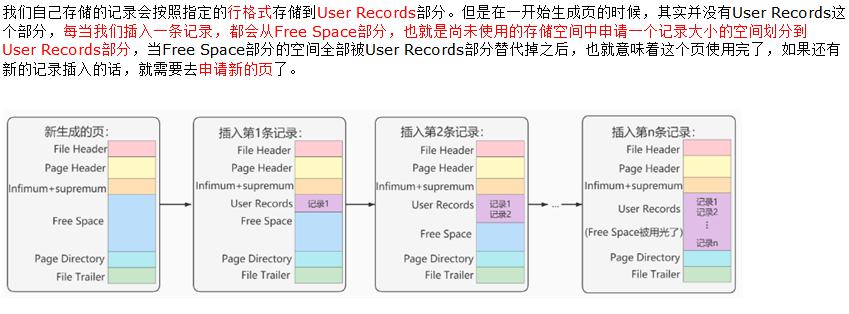 我们自己存储的记录会按照指定的行格式存储到User Records部分。但是在一开始生成页的时候，其实并没有User Records这
个部分，每当我们插入一条记录，都会从Free Space部分，也就是尚未使用的存储空间中申请一个记录大小的空间划分到
User Records部分，当Free Space部分的空间全部被User Records部分替代掉之后，也就意味着这个页使用完了，如果还有
新的记录插入的话，就需要去申请新的页了。
新生成的页：
File Header
Page Header
Infimum+supremum
Free Space
Page Directory
File Trailer
插入第1条记录：
File Header
Page Header
Infimum+supremum
User Records
记录1
Free Space
Page Directory
File Trailer
插入第2条记录：
File Header
Page Header
Infimum+supremum
User Records
记录1
记录2
Free Space
Page Directory
File Trailer
...
插入第n条记录：
File Header
Page Header
Infimum+supremum
User Records
(Free Space被用光了)
记录1
记录2
⋮
记录n
Page Directory
File Trailer